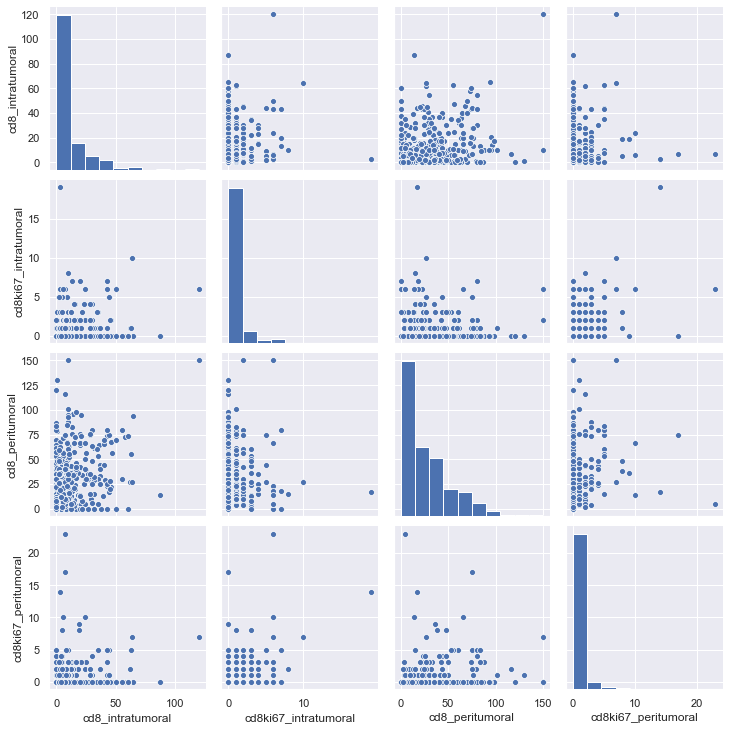 120
100
80
60
40
20
0
cd8_intratumoral
15
10
5
0
cd8ki67_intratumoral
150
125
100
75
50
25
0
cd8_peritumoral
20
15
10
5
0
cd8ki67_peritumoral
0 100
cd8_intratumoral
0 10
cd8ki67_intratumoral
0 50 100 150
cd8_peritumoral
0 10 20
cd8ki67_peritumoral